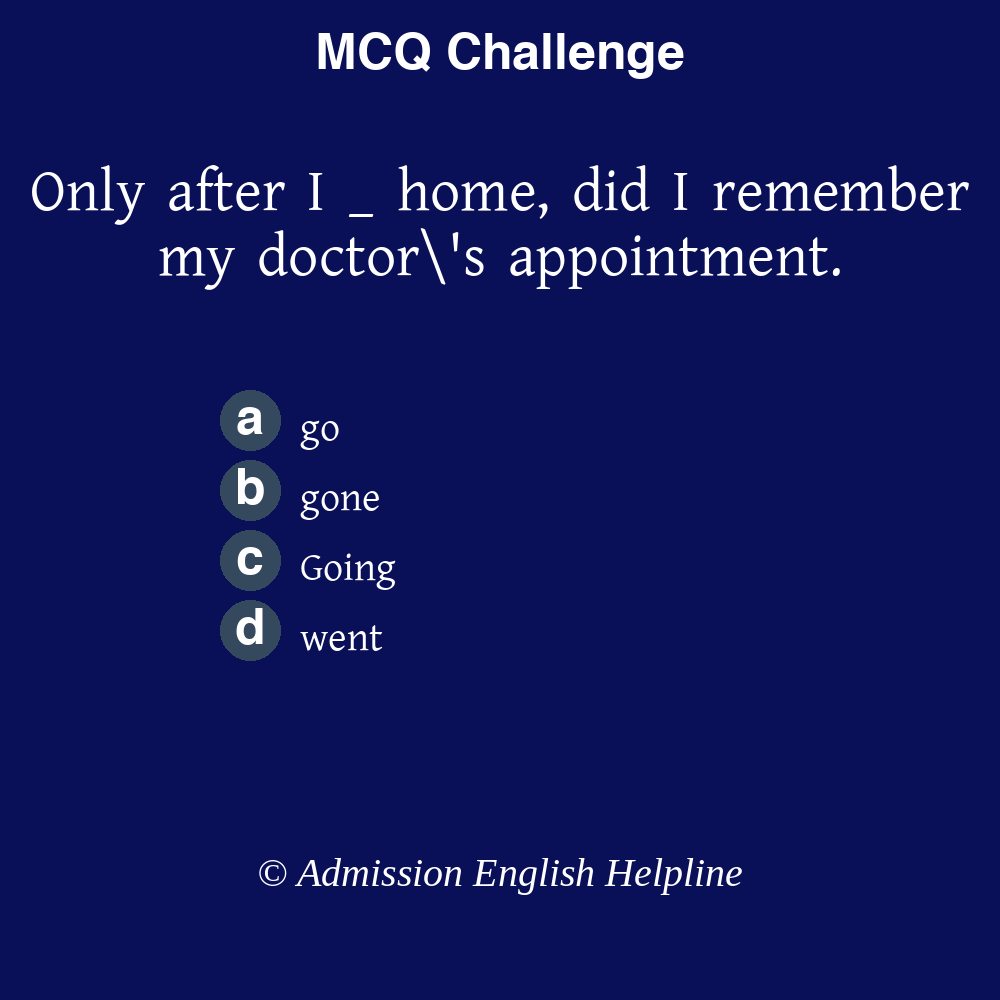 MCQ Challenge
Only after I _ home, did I remember
my doctor\'s appointment.
a go
b gone
c Going
d went
© Admission English Helpline